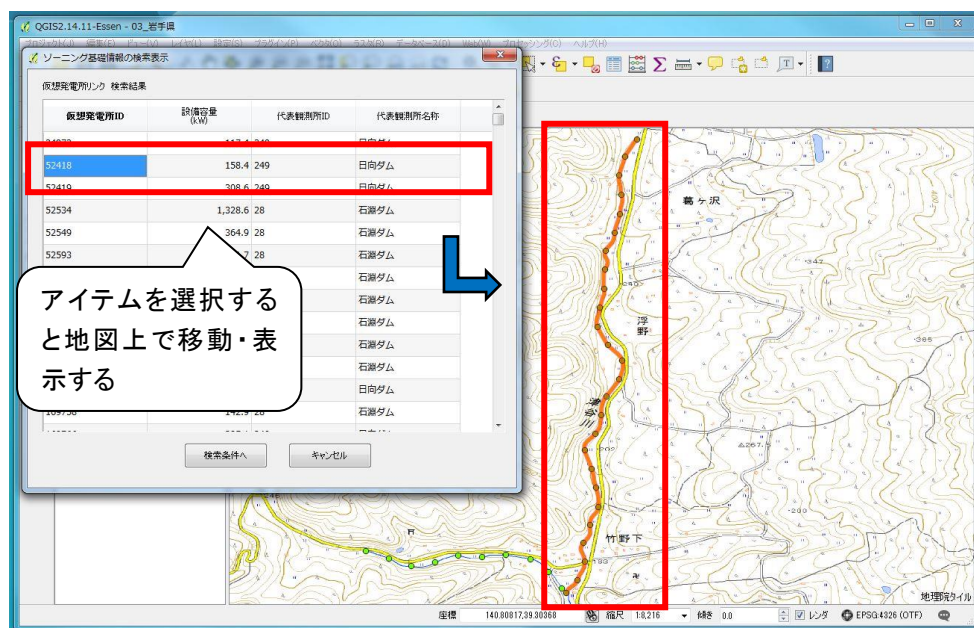 QGIS2.14.11-Essen - 03_岩手県
ゾーニング基礎情報の検索表示
仮想発電所リンク 検索結果
仮想発電所ID 設備容量 (kW) 代表観測所ID 代表観測所名称
52418 158.4 249 日向ダム
52419 308.6 249 日向ダム
52534 1,328.6 28 石淵ダム
52549 364.9 28 石淵ダム
52593 28 石淵ダム
石淵ダム
石淵ダム
石淵ダム
石淵ダム
日向ダム
石淵ダム
検索条件へ キャンセル
アイテムを選択する
と地図上で移動・表
示する
葛ヶ沢
浮野
竹野下
地理院タイル
座標 140.80817,39.30368 縮尺 1:8,216 傾き 0.0 レンダ EPSG:4326 (OTF)